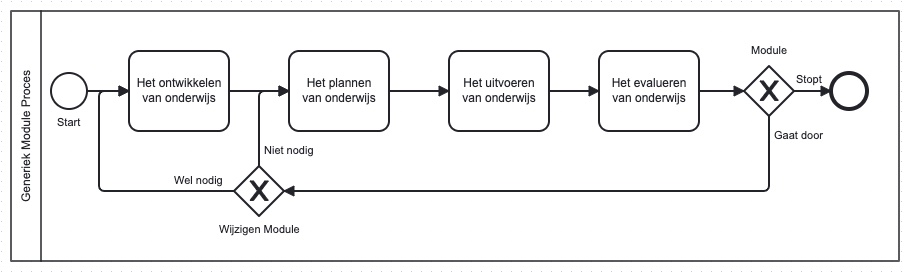 Generiek Module Proces
Start
Het ontwikkelen
van onderwijs
Het plannen
van onderwijs
Het uitvoeren
van onderwijs
Het evalueren
van onderwijs
Module
X
Stopt
Gaat door
Niet nodig
Wel nodig
X
Wijzigen Module